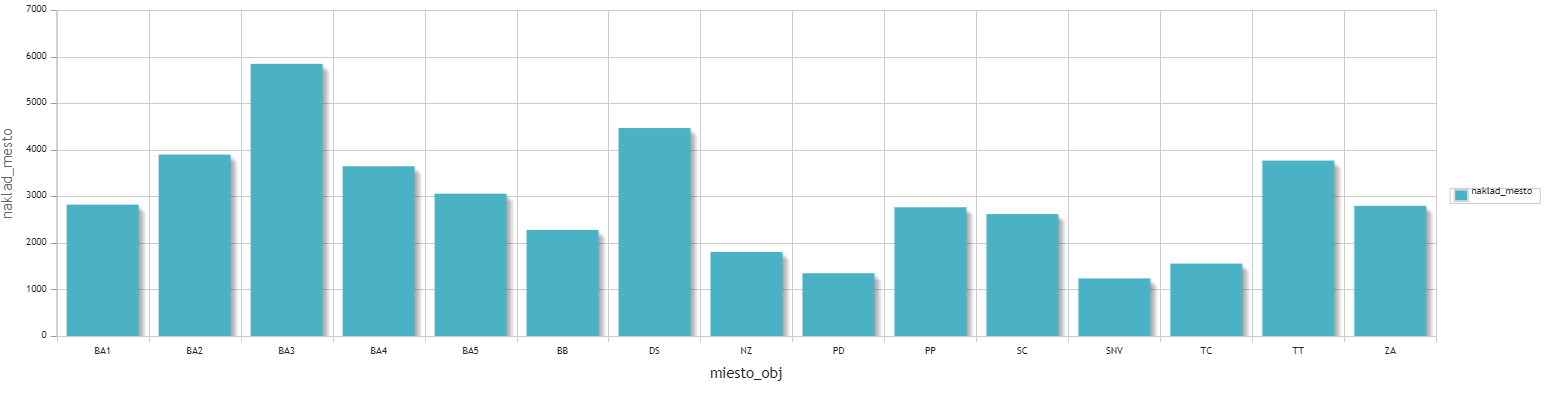 7000
6000
5000
4000
3000
2000
1000
0
naklad_mesto
BA1 BA2 BA3 BA4 BA5 BB DS NZ PD PP SC SNV TC TT ZA
miesto_obj
naklad_mesto